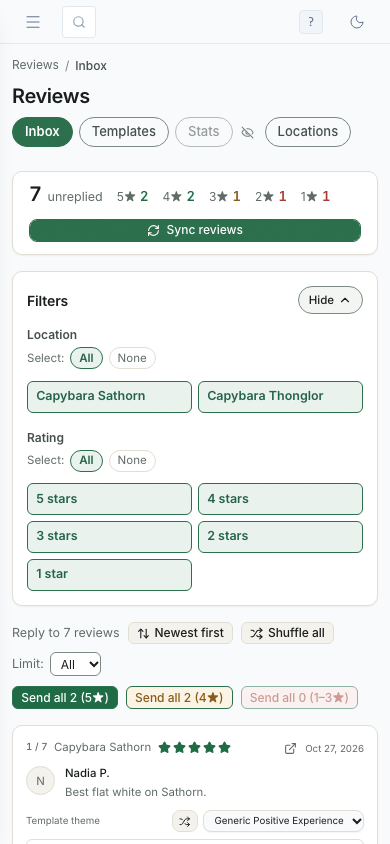 ?
Reviews / Inbox
Reviews
Inbox Templates Stats Locations
7 unreplied 5★ 2 4★ 2 3★ 1 2★ 1 1★ 1
Sync reviews
Filters Hide
Location
Select: All None
Capybara Sathorn Capybara Thonglor
Rating
Select: All None
5 stars 4 stars
3 stars 2 stars
1 star
Reply to 7 reviews Newest first Shuffle all
Limit: All
Send all 2 (5★) Send all 2 (4★) Send all 0 (1–3★)
1 / 7 Capybara Sathorn ★★★★★ Oct 27, 2026
N Nadia P.
Best flat white on Sathorn.
Template theme Generic Positive Experience